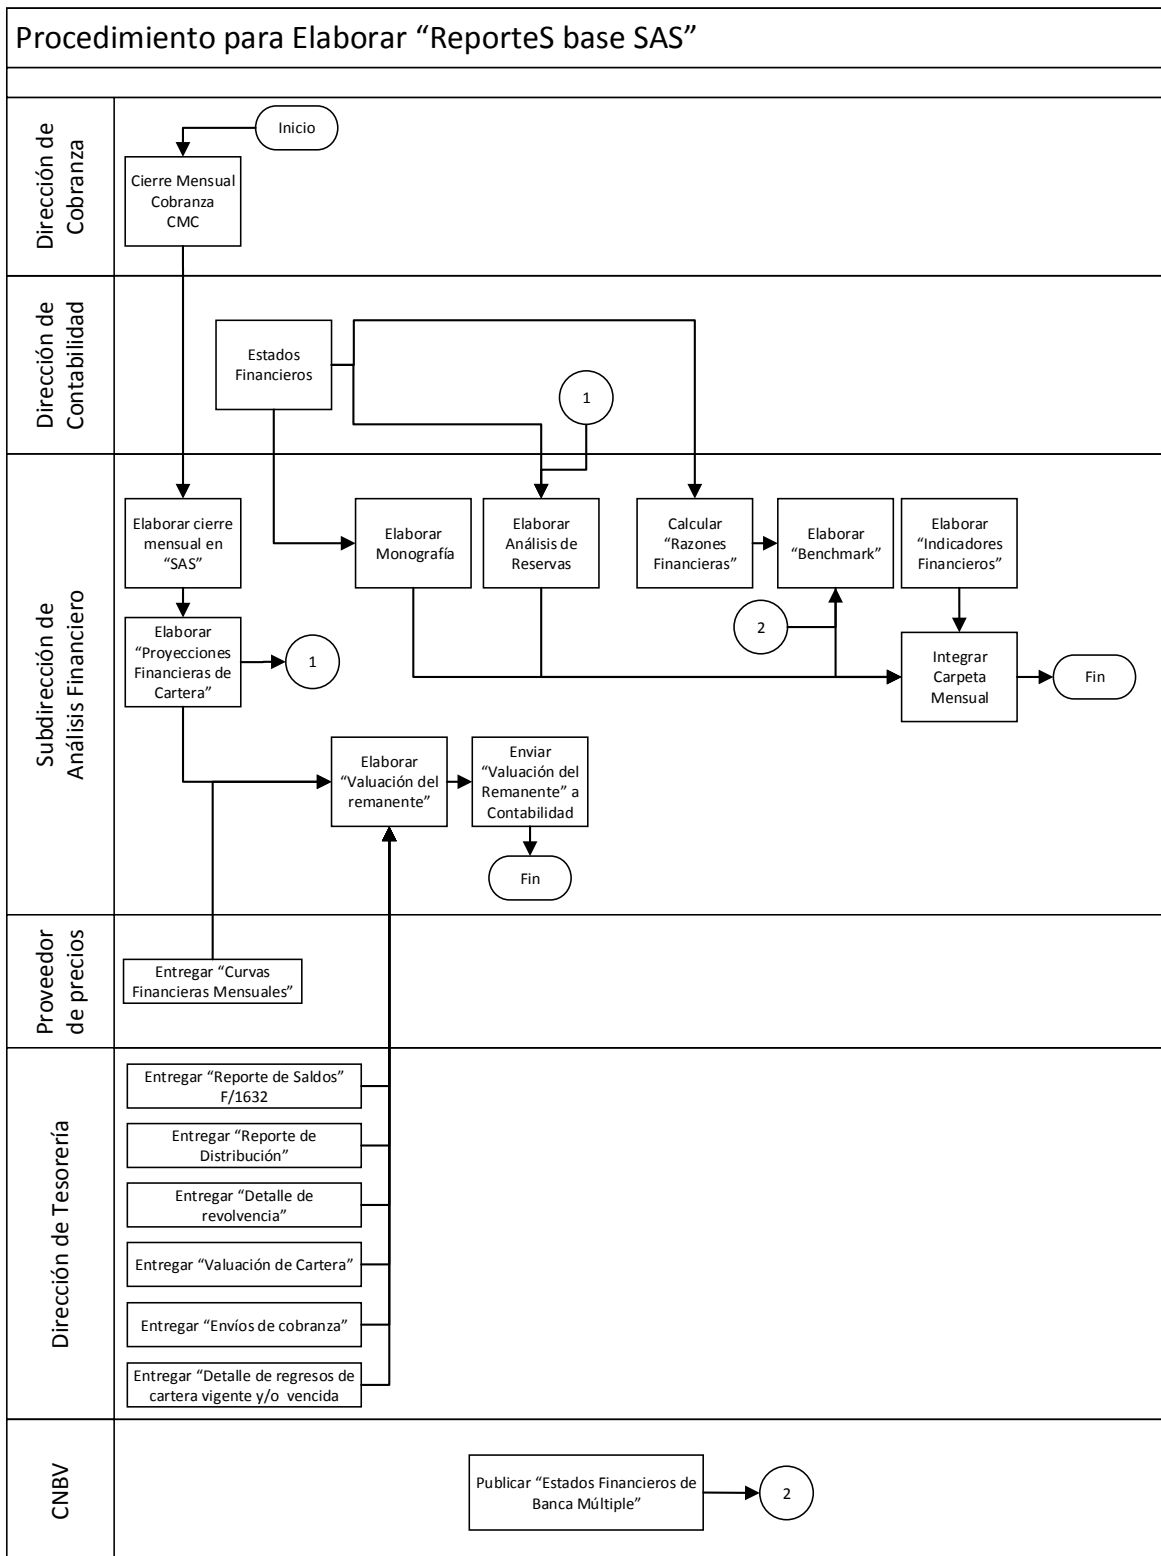 Procedimiento para Elaborar “ReporteS base SAS”
Dirección de
Cobranza
Inicio
Cierre Mensual
Cobranza
CMC
Dirección de
Contabilidad
Estados
Financieros
1
Subdirección de
Análisis Financiero
Elaborar cierre
mensual en
“SAS”
Elaborar
Monografía
Elaborar
Análisis de
Reservas
Calcular
“Razones
Financieras”
Elaborar
“Benchmark”
Elaborar
“Indicadores
Financieros”
Elaborar
“Proyecciones
Financieras de
Cartera”
1
2
Integrar
Carpeta
Mensual
Fin
Elaborar
“Valuación del
remanente”
Enviar
“Valuación del
Remanente” a
Contabilidad
Fin
Proveedor
de precios
Entregar “Curvas
Financieras Mensuales”
Dirección de Tesorería
Entregar “Reporte de Saldos”
F/1632
Entregar “Reporte de
Distribución”
Entregar “Detalle de
revolvencia”
Entregar “Valuación de Cartera”
Entregar “Envíos de cobranza”
Entregar “Detalle de regresos de
cartera vigente y/o  vencida
CNBV
Publicar “Estados Financieros de
Banca Múltiple”
2